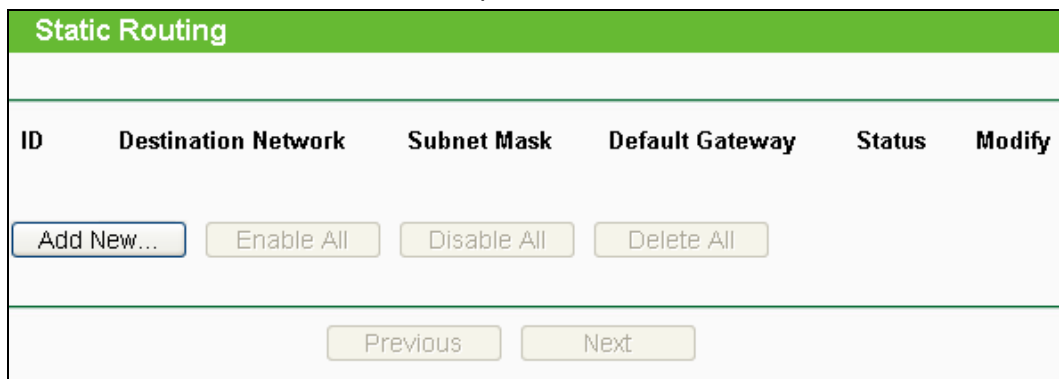 Static Routing
ID Destination Network Subnet Mask Default Gateway Status Modify
Add New... Enable All Disable All Delete All
Previous Next